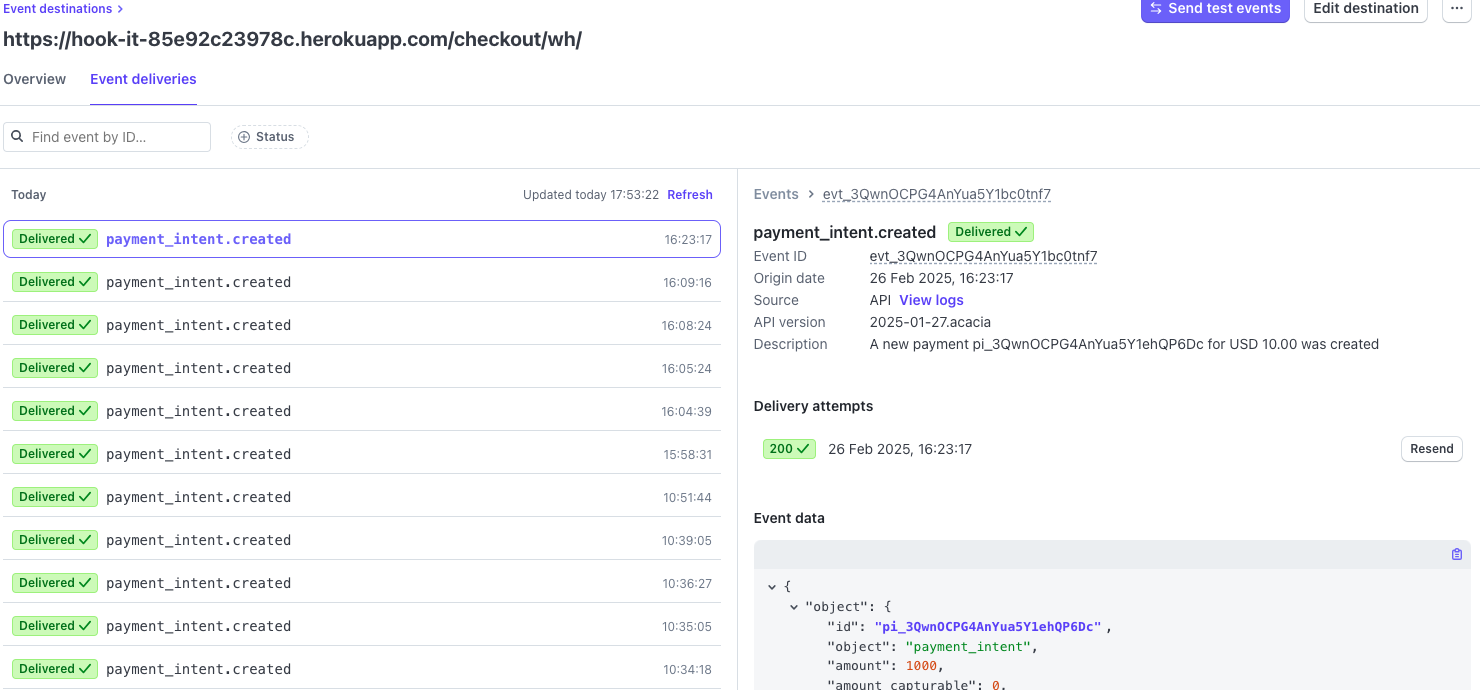 Event destinations >
Send test events
Edit destination
...
https://hook-it-85e92c23978c.herokuapp.com/checkout/wh/
Overview
Event deliveries
Find event by ID...
Status
Today
Updated today 17:53:22 Refresh
Delivered ✓ payment_intent.created 16:23:17
Delivered ✓ payment_intent.created 16:09:16
Delivered ✓ payment_intent.created 16:08:24
Delivered ✓ payment_intent.created 16:05:24
Delivered ✓ payment_intent.created 16:04:39
Delivered ✓ payment_intent.created 15:58:31
Delivered ✓ payment_intent.created 10:51:44
Delivered ✓ payment_intent.created 10:39:05
Delivered ✓ payment_intent.created 10:36:27
Delivered ✓ payment_intent.created 10:35:05
Delivered ✓ payment_intent.created 10:34:18
Events > evt_3QwnOCPG4AnYua5Y1bc0tnf7
payment_intent.created Delivered ✓
Event ID evt_3QwnOCPG4AnYua5Y1bc0tnf7
Origin date 26 Feb 2025, 16:23:17
Source API View logs
API version 2025-01-27.acacia
Description A new payment pi_3QwnOCPG4AnYua5Y1ehQP6Dc for USD 10.00 was created
Delivery attempts
200 ✓ 26 Feb 2025, 16:23:17 Resend
Event data
{
"object": {
"id": "pi_3QwnOCPG4AnYua5Y1ehQP6Dc" ,
"object": "payment_intent",
"amount": 1000,
"amount_capturable": 0,